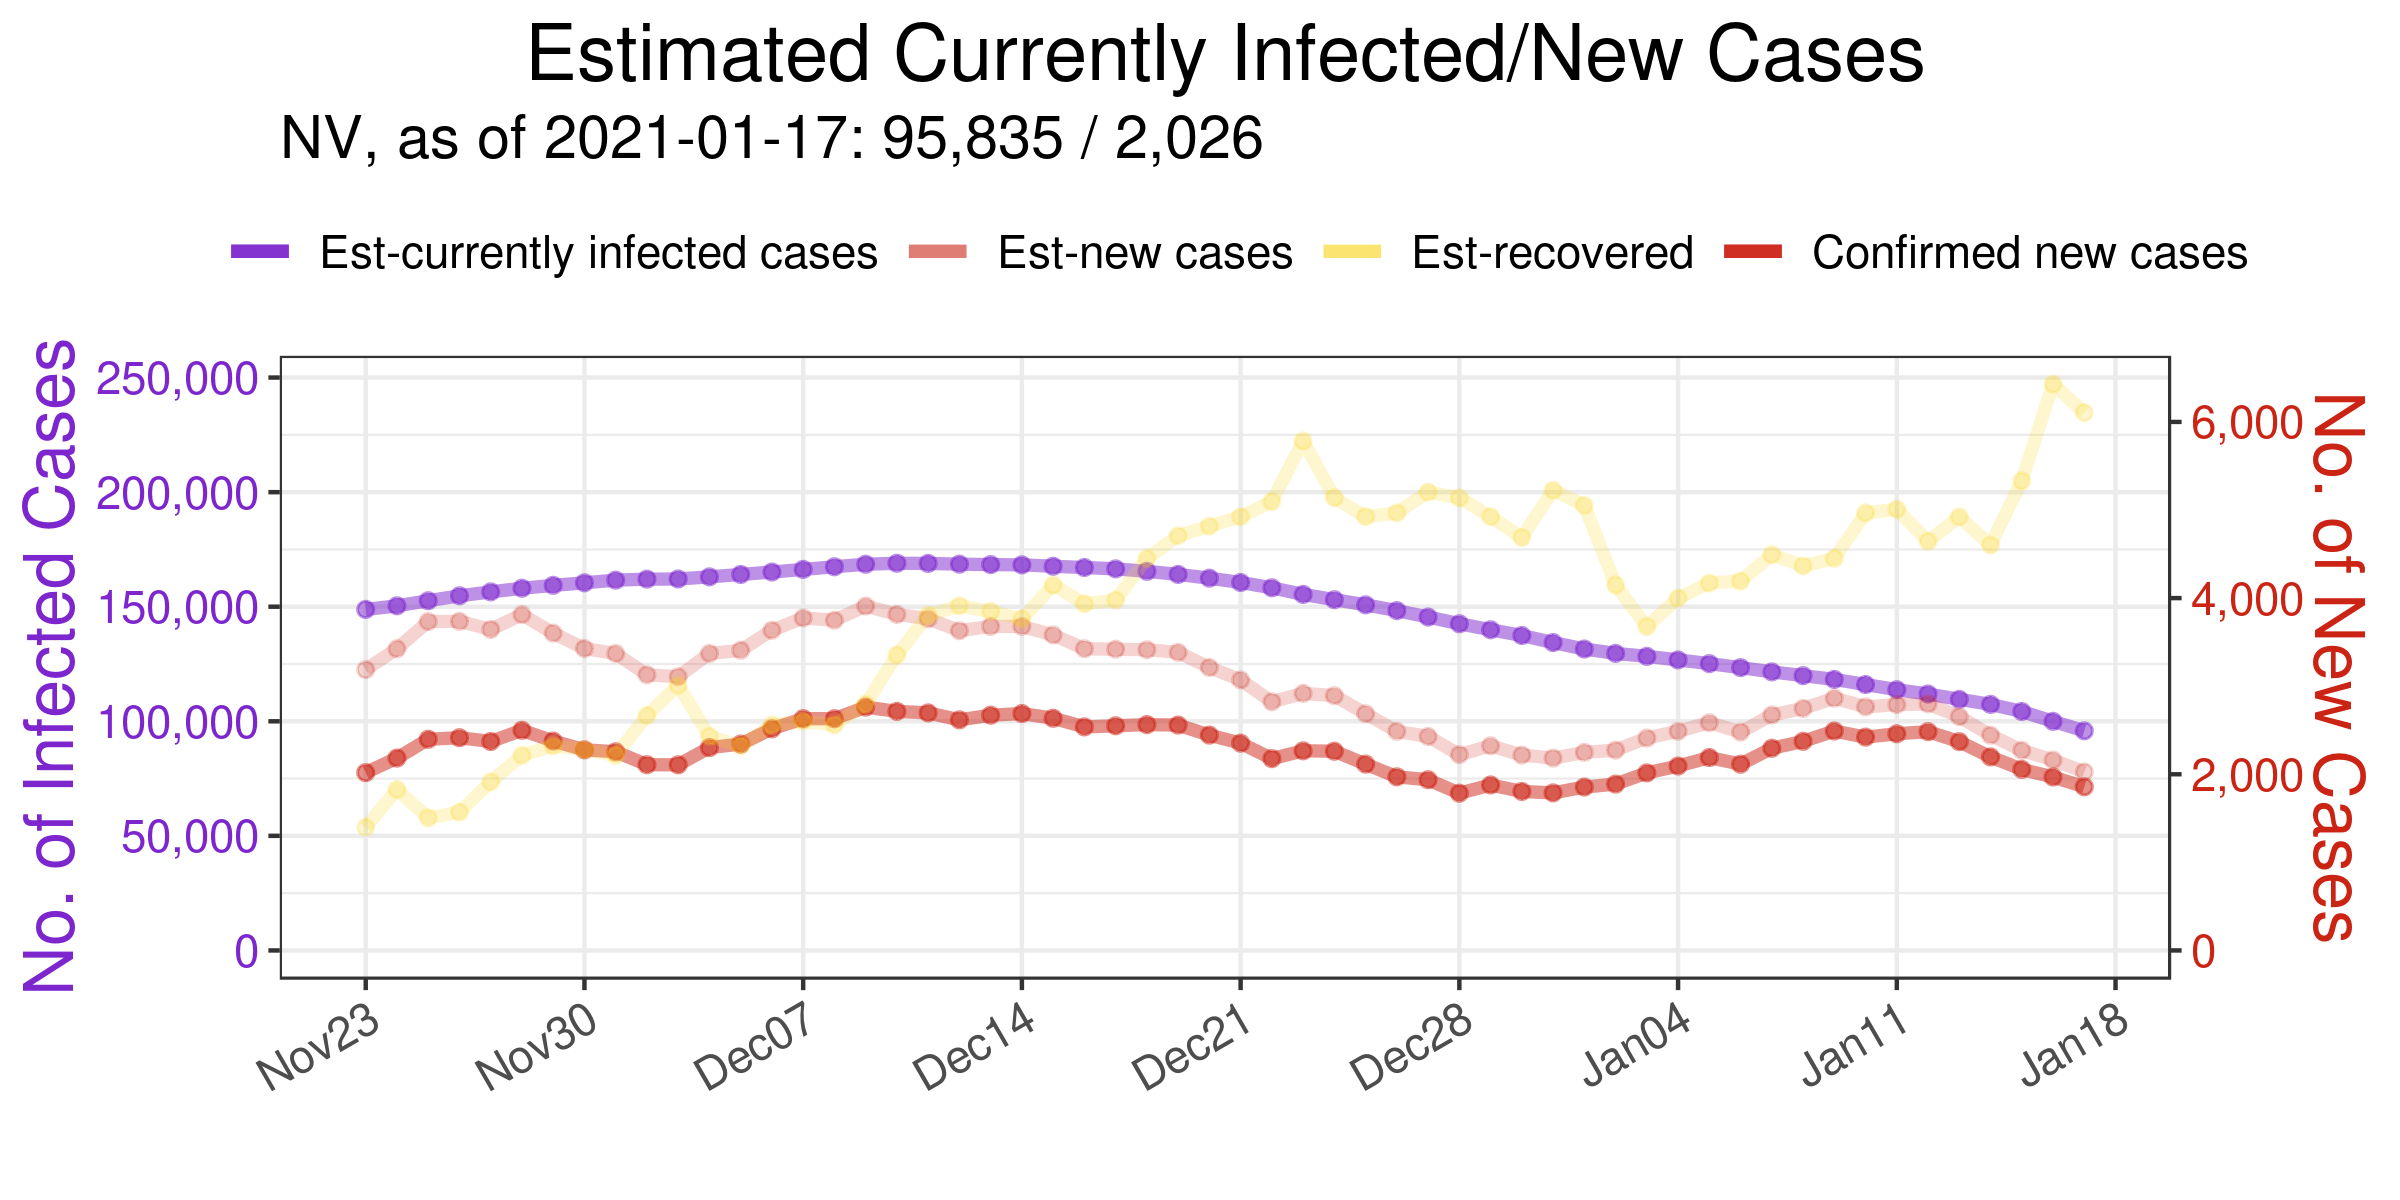 Estimated Currently Infected/New Cases
NV, as of 2021-01-17: 95,835 / 2,026
Est-currently infected cases Est-new cases Est-recovered Confirmed new cases
No. of Infected Cases
250,000
200,000
150,000
100,000
50,000
0
6,000
4,000
2,000
0
No. of New Cases
Nov23 Nov30 Dec07 Dec14 Dec21 Dec28 Jan04 Jan11 Jan18